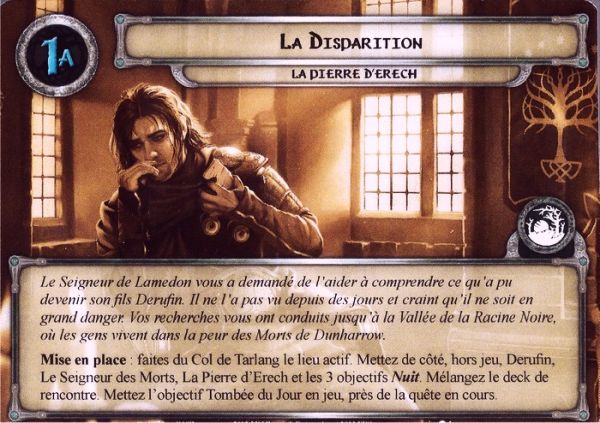 1A
LA DISPARITION
LA PIERRE D'ERECH
Le Seigneur de Lamedon vous a demandé de l'aider à comprendre ce qu'a pu
devenir son fils Derufin. Il ne l'a pas vu depuis des jours et craint qu'il ne soit en
grand danger. Vos recherches vous ont conduits jusqu'à la Vallée de la Racine Noire,
où les gens vivent dans la peur des Morts de Dunharrow.
Mise en place : faites du Col de Tarlang le lieu actif. Mettez de côté, hors jeu, Derufin,
Le Seigneur des Morts, La Pierre d'Erech et les 3 objectifs Nuit. Mélangez le deck de
rencontre. Mettez l'objectif Tombée du Jour en jeu, près de la quête en cours.